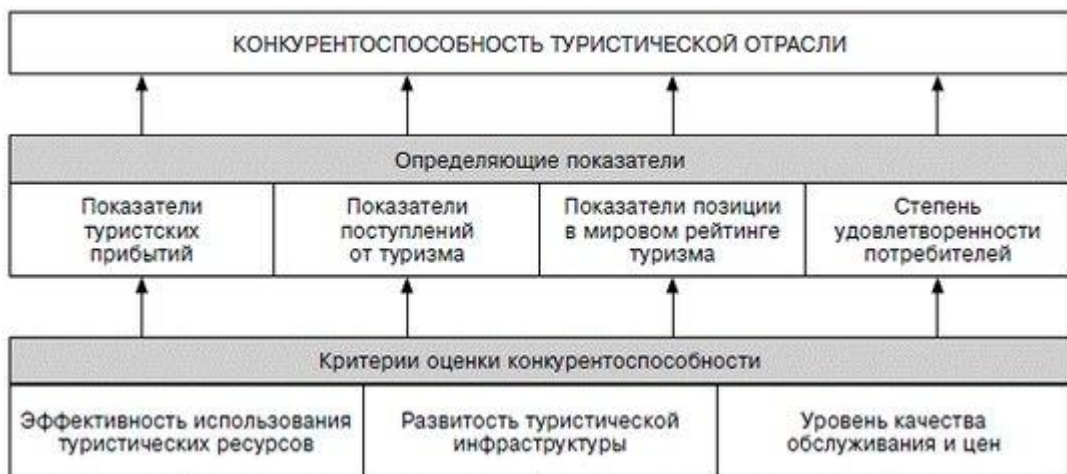 КОНКУРЕНТОСПОСОБНОСТЬ ТУРИСТИЧЕСКОЙ ОТРАСЛИ
Определяющие показатели
Показатели
туристских
прибытий
Показатели
поступлений
от туризма
Показатели позиции
в мировом рейтинге
туризма
Степень
удовлетворенности
потребителей
Критерии оценки конкурентоспособности
Эффективность использования
туристических ресурсов
Развитость туристической
инфраструктуры
Уровень качества
обслуживания и цен